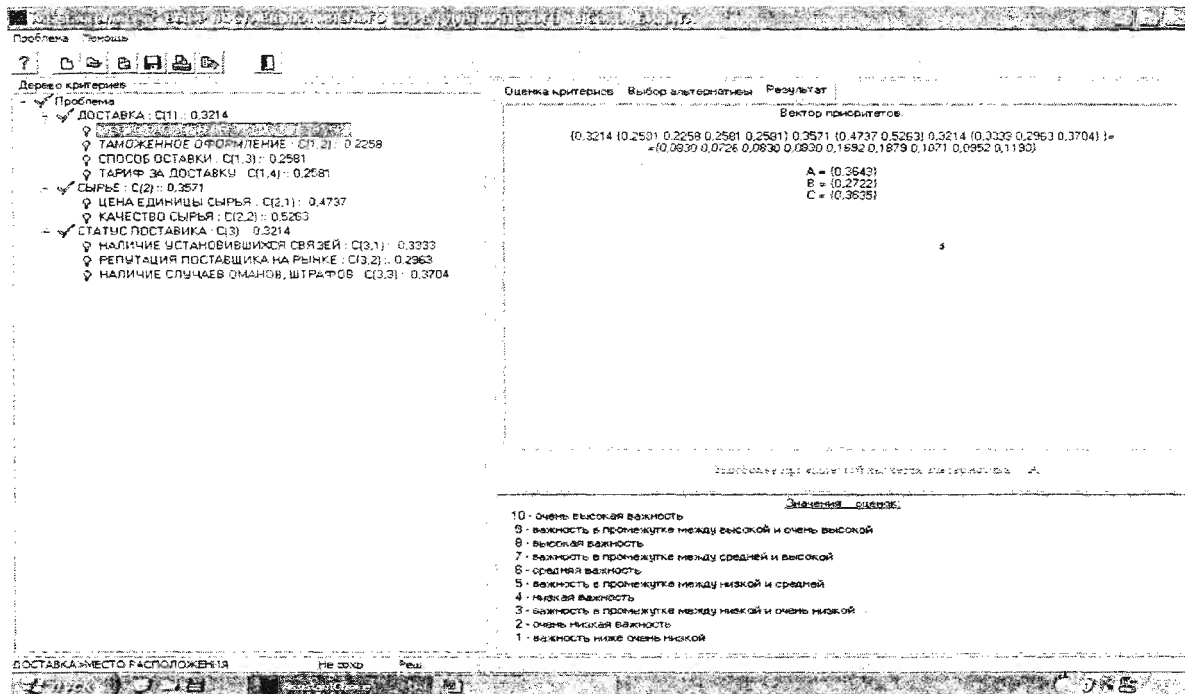 Проблема Помощь
Дерево критериев
Проблема
ДОСТАВКА : C(1) :: 0,3214
ТАМОЖЕННОЕ ОФОРМЛЕНИЕ : C(1,2) : 0.2258
СПОСОБ ОСТАВКИ : C(1,3) :: 0.2581
ТАРИФ ЗА ДОСТАВКУ C(1,4) :: 0.2581
СЫРЬЕ : C(2) :: 0,3571
ЦЕНА ЕДИНИЦЫ СЫРЬЯ : C(2,1) : 0,4737
КАЧЕСТВО СЫРЬЯ : C(2,2) :: 0.5263
СТАТУС ПОСТАВИКА : C(3) 0.3214
НАЛИЧИЕ УСТАНОВИВШИХСЯ СВЯЗЕЙ : C(3,1) : 0,3333
РЕПУТАЦИЯ ПОСТАВЩИКА НА РЫНКЕ : C(3,2) :: 0.2963
НАЛИЧИЕ СЛУЧАЕВ ОМАНОВ, ШТРАФОВ C(3,3) : 0,3704
Оценка критериев Выбор альтернативы Результат
Вектор приоритетов:
{0,3214 {0.2581 0.2258 0.2581 0.2581} 0.3571 {0.4737 0.5263} 0.3214 {0.3333 0.2963 0.3704} }=
={0,0830 0,0726 0,0830 0,0830 0,1692 0,1879 0,1071 0,0952 0,1190}
A = {0.3643}
B = {0,2722}
C = {0,3635}
Значения оценок:
10 - очень высокая важность
9 - важность в промежутке между высокой и очень высокой
8 - высокая важность
7 - важность в промежутке между средней и высокой
6 - средняя важность
5 - важность в промежутке между низкой и средней
4 - низкая важность
3 - важность в промежутке между низкой и очень низкой
2 - очень низкая важность
1 - важность ниже очень низкой
ДОСТАВКА>МЕСТО РАСПОЛОЖЕНИЯ Не сохр Реш